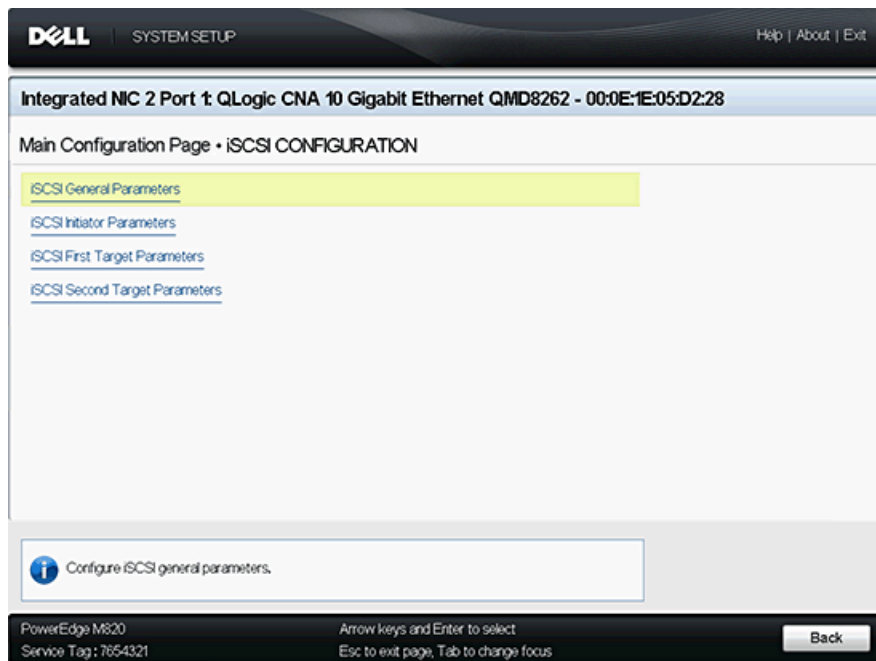 DELL SYSTEM SETUP Help | About | Exit
Integrated NIC 2 Port 1: QLogic CNA 10 Gigabit Ethernet QMD8262 - 00:0E:1E:05:D2:28
Main Configuration Page • iSCSI CONFIGURATION
iSCSI General Parameters
iSCSI Initiator Parameters
iSCSI First Target Parameters
iSCSI Second Target Parameters
Configure iSCSI general parameters.
PowerEdge M820 Arrow keys and Enter to select
Service Tag : 7654321 Esc to exit page, Tab to change focus
Back